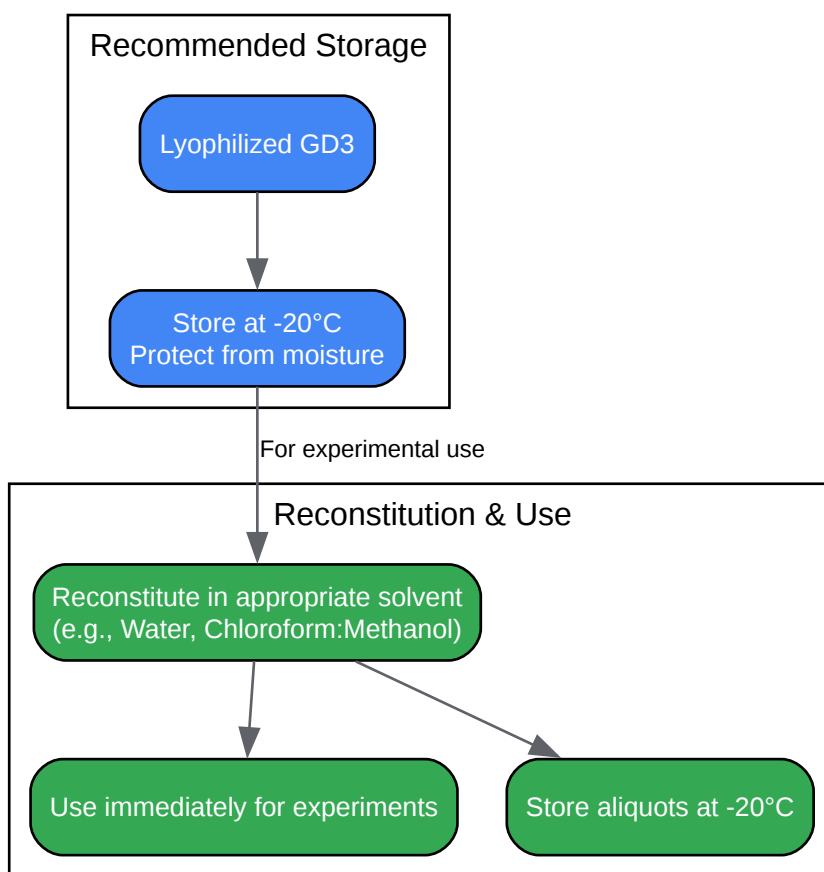 Recommended Storage
Lyophilized GD3
Store at -20°C
Protect from moisture
For experimental use
Reconstitution & Use
Reconstitute in appropriate solvent
(e.g., Water, Chloroform:Methanol)
Use immediately for experiments
Store aliquots at -20°C